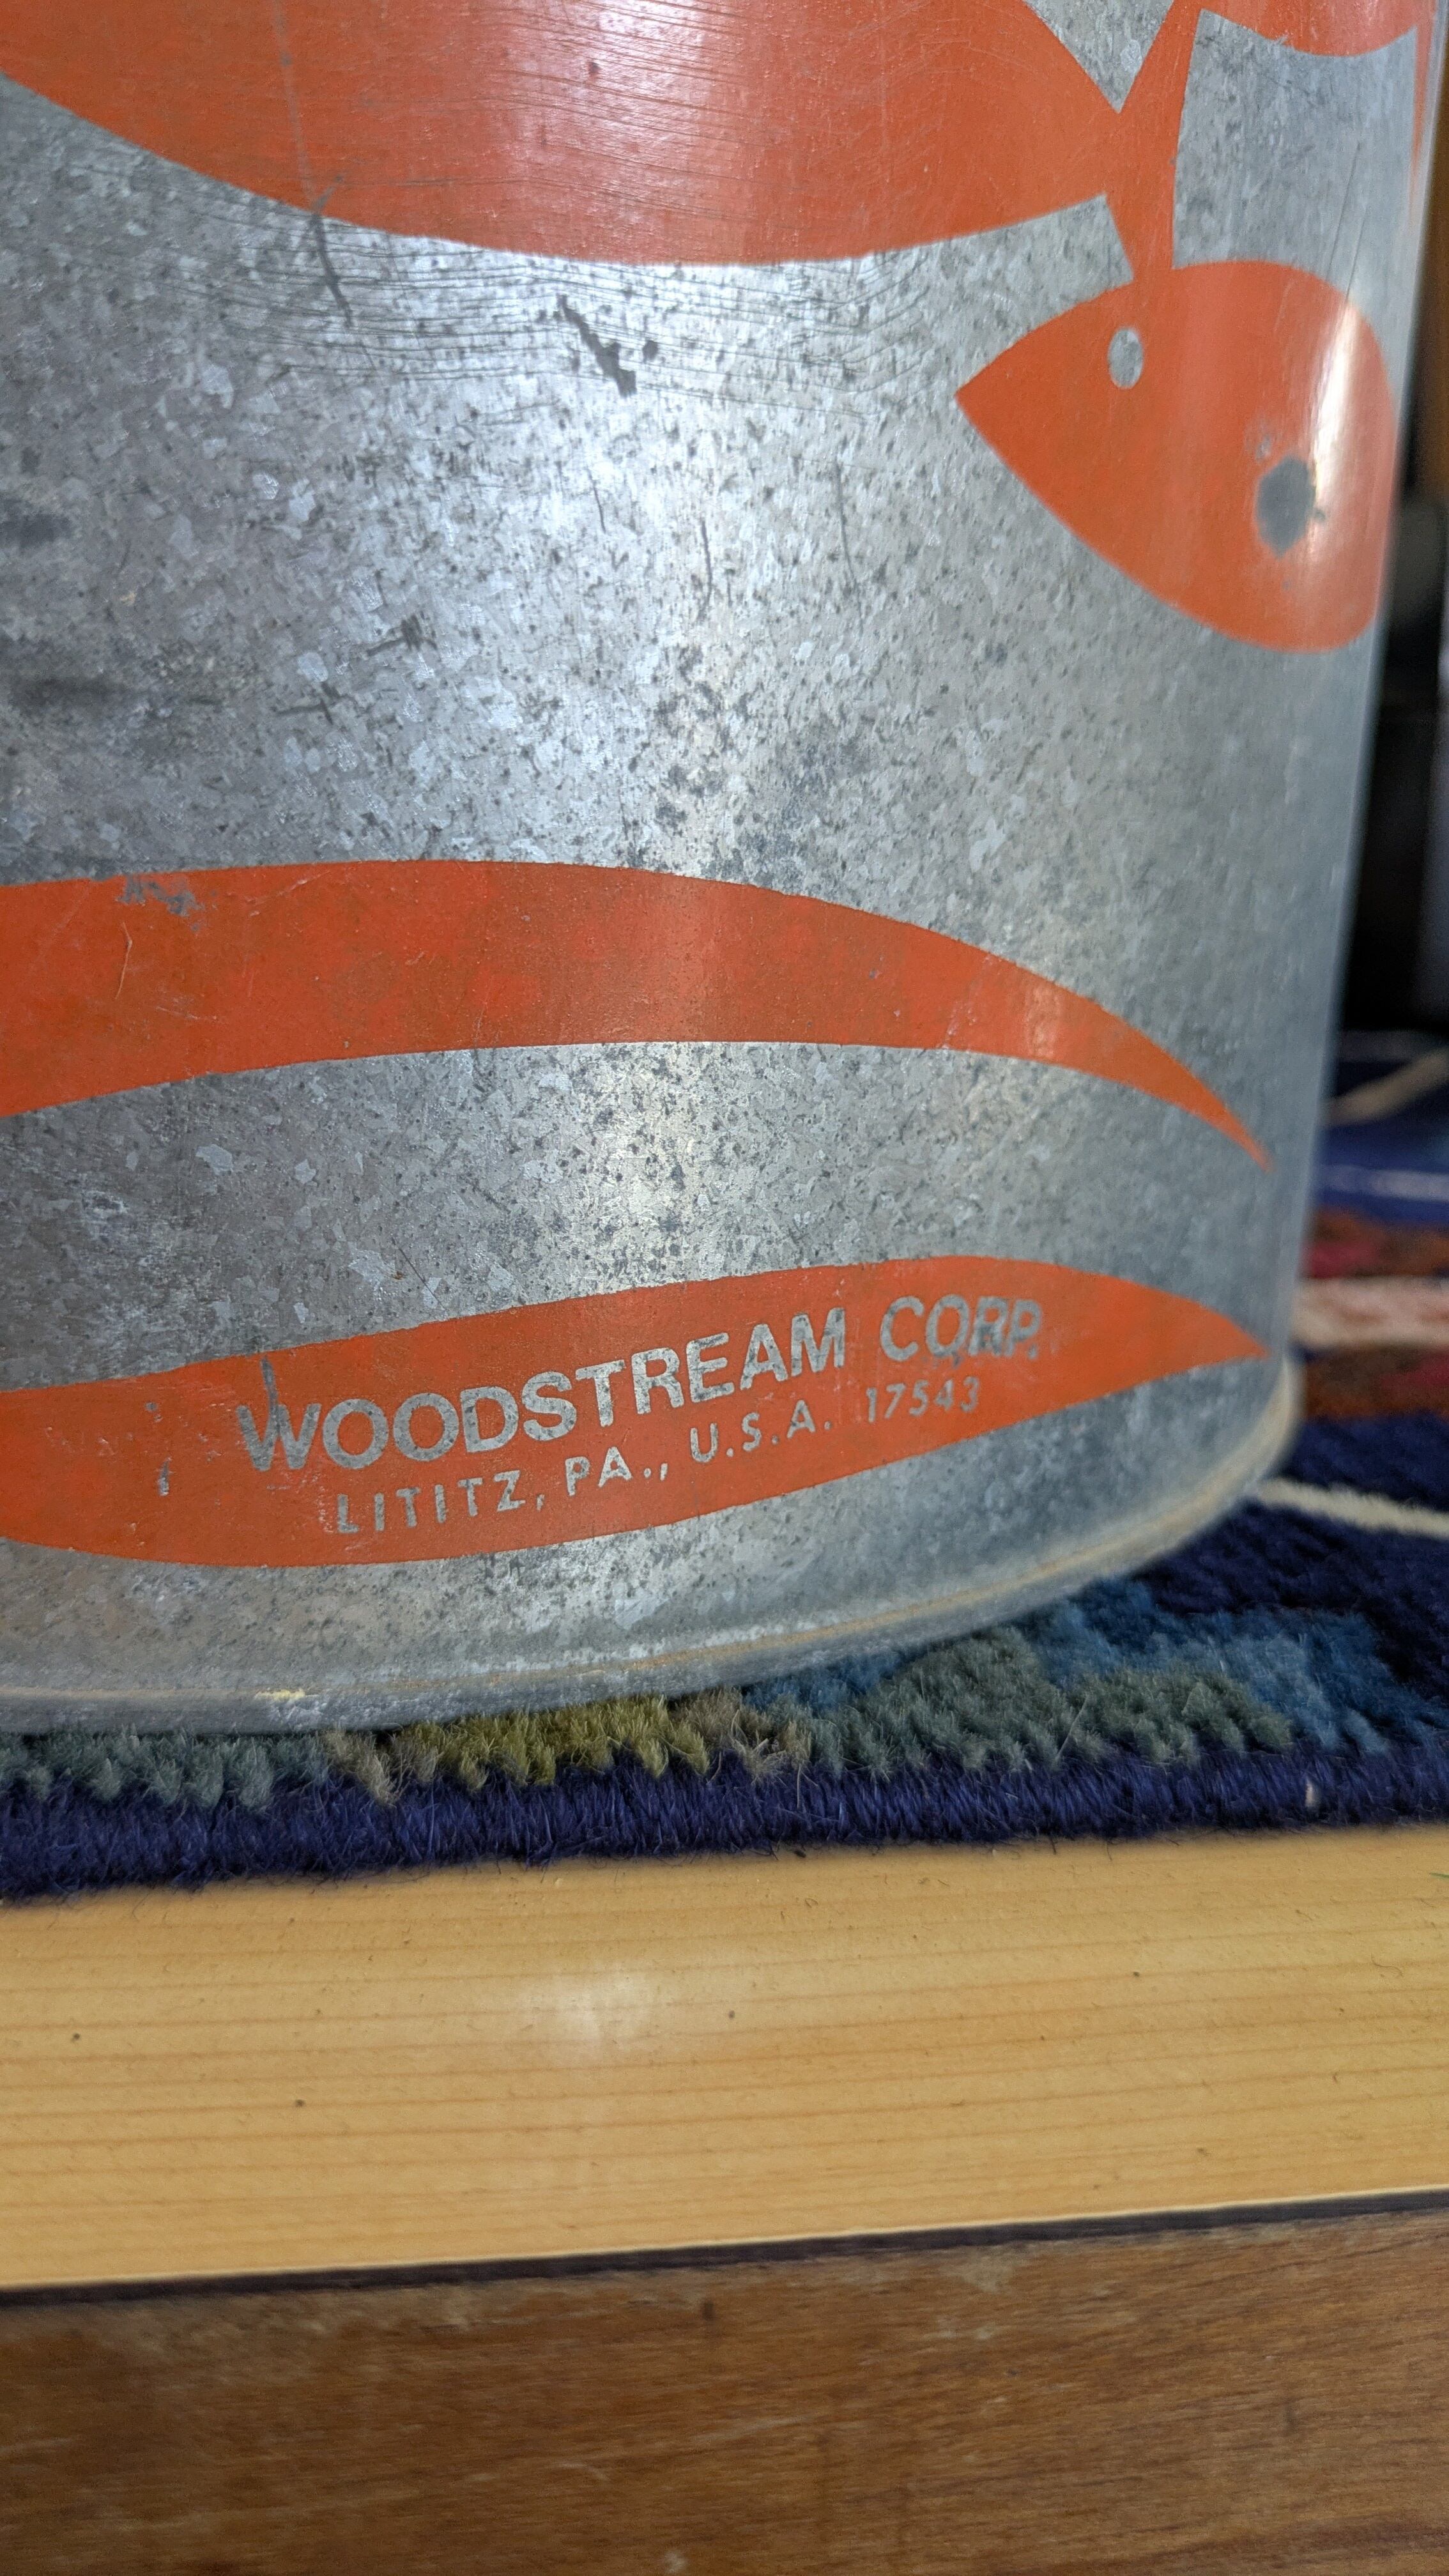 WOODSTREAM CORP.
LITITZ, PA., U.S.A. 17543